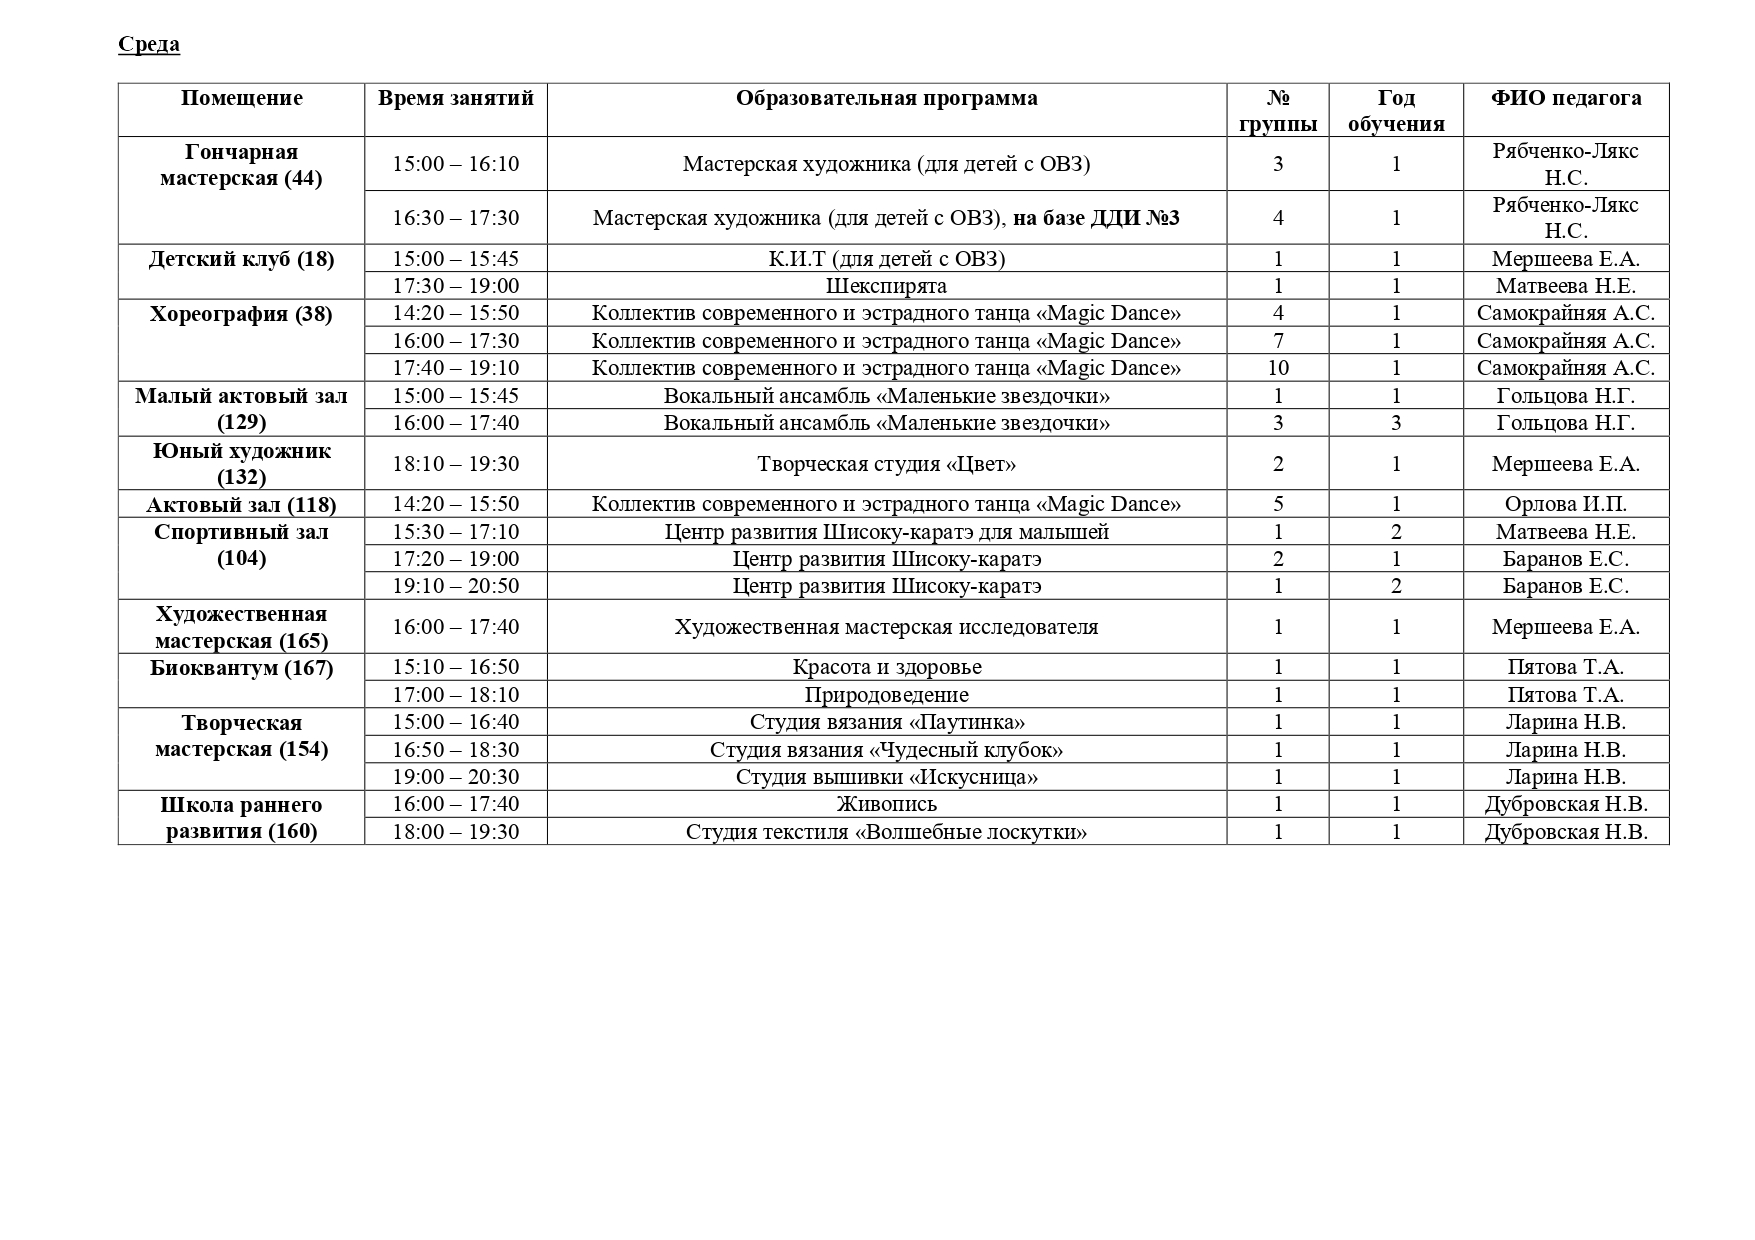 Среда
Помещение Время занятий Образовательная программа № группы Год обучения ФИО педагога
Гончарная мастерская (44) 15:00 – 16:10 Мастерская художника (для детей с ОВЗ) 3 1 Рябченко-Лякс Н.С.
16:30 – 17:30 Мастерская художника (для детей с ОВЗ), на базе ДДИ №3 4 1 Рябченко-Лякс Н.С.
Детский клуб (18) 15:00 – 15:45 К.И.Т (для детей с ОВЗ) 1 1 Мершеева Е.А.
17:30 – 19:00 Шекспирята 1 1 Матвеева Н.Е.
Хореография (38) 14:20 – 15:50 Коллектив современного и эстрадного танца «Magic Dance» 4 1 Самокрайняя А.С.
16:00 – 17:30 Коллектив современного и эстрадного танца «Magic Dance» 7 1 Самокрайняя А.С.
17:40 – 19:10 Коллектив современного и эстрадного танца «Magic Dance» 10 1 Самокрайняя А.С.
Малый актовый зал (129) 15:00 – 15:45 Вокальный ансамбль «Маленькие звездочки» 1 1 Гольцова Н.Г.
16:00 – 17:40 Вокальный ансамбль «Маленькие звездочки» 3 3 Гольцова Н.Г.
Юный художник (132) 18:10 – 19:30 Творческая студия «Цвет» 2 1 Мершеева Е.А.
Актовый зал (118) 14:20 – 15:50 Коллектив современного и эстрадного танца «Magic Dance» 5 1 Орлова И.П.
Спортивный зал (104) 15:30 – 17:10 Центр развития Шисоку-каратэ для малышей 1 2 Матвеева Н.Е.
17:20 – 19:00 Центр развития Шисоку-каратэ 2 1 Баранов Е.С.
19:10 – 20:50 Центр развития Шисоку-каратэ 1 2 Баранов Е.С.
Художественная мастерская (165) 16:00 – 17:40 Художественная мастерская исследователя 1 1 Мершеева Е.А.
Биоквантум (167) 15:10 – 16:50 Красота и здоровье 1 1 Пятова Т.А.
17:00 – 18:10 Природоведение 1 1 Пятова Т.А.
Творческая мастерская (154) 15:00 – 16:40 Студия вязания «Паутинка» 1 1 Ларина Н.В.
16:50 – 18:30 Студия вязания «Чудесный клубок» 1 1 Ларина Н.В.
19:00 – 20:30 Студия вышивки «Искусница» 1 1 Ларина Н.В.
Школа раннего развития (160) 16:00 – 17:40 Живопись 1 1 Дубровская Н.В.
18:00 – 19:30 Студия текстиля «Волшебные лоскутки» 1 1 Дубровская Н.В.